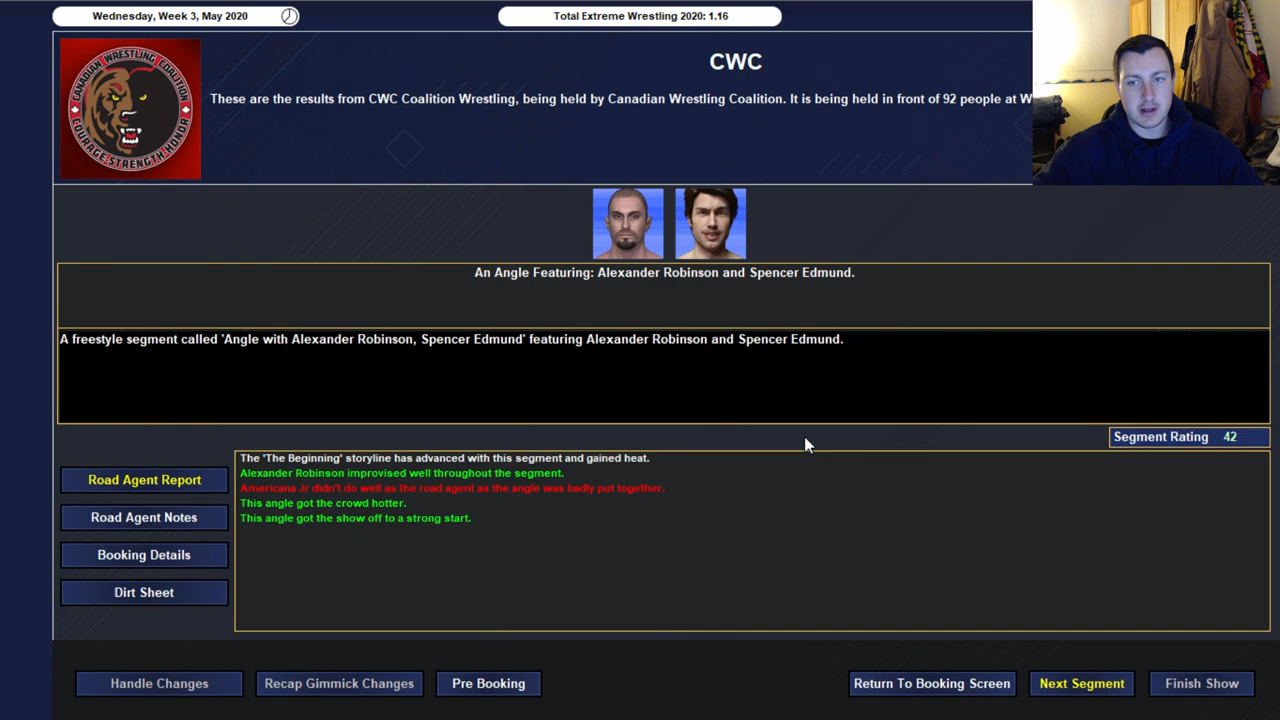 Wednesday, Week 3, May 2020
Total Extreme Wrestling 2020: 1.16
CANADIAN WRESTLING COALITION
COURAGE STRENGTH HONOR
CWC
These are the results from CWC Coalition Wrestling, being held by Canadian Wrestling Coalition. It is being held in front of 92 people at W
An Angle Featuring: Alexander Robinson and Spencer Edmund.
A freestyle segment called 'Angle with Alexander Robinson, Spencer Edmund' featuring Alexander Robinson and Spencer Edmund.
Segment Rating 42
Road Agent Report
Road Agent Notes
Booking Details
Dirt Sheet
The 'The Beginning' storyline has advanced with this segment and gained heat.
Alexander Robinson improvised well throughout the segment.
Americana Jr didn't do well as the road agent as the angle was badly put together.
This angle got the crowd hotter.
This angle got the show off to a strong start.
Handle Changes
Recap Gimmick Changes
Pre Booking
Return To Booking Screen
Next Segment
Finish Show